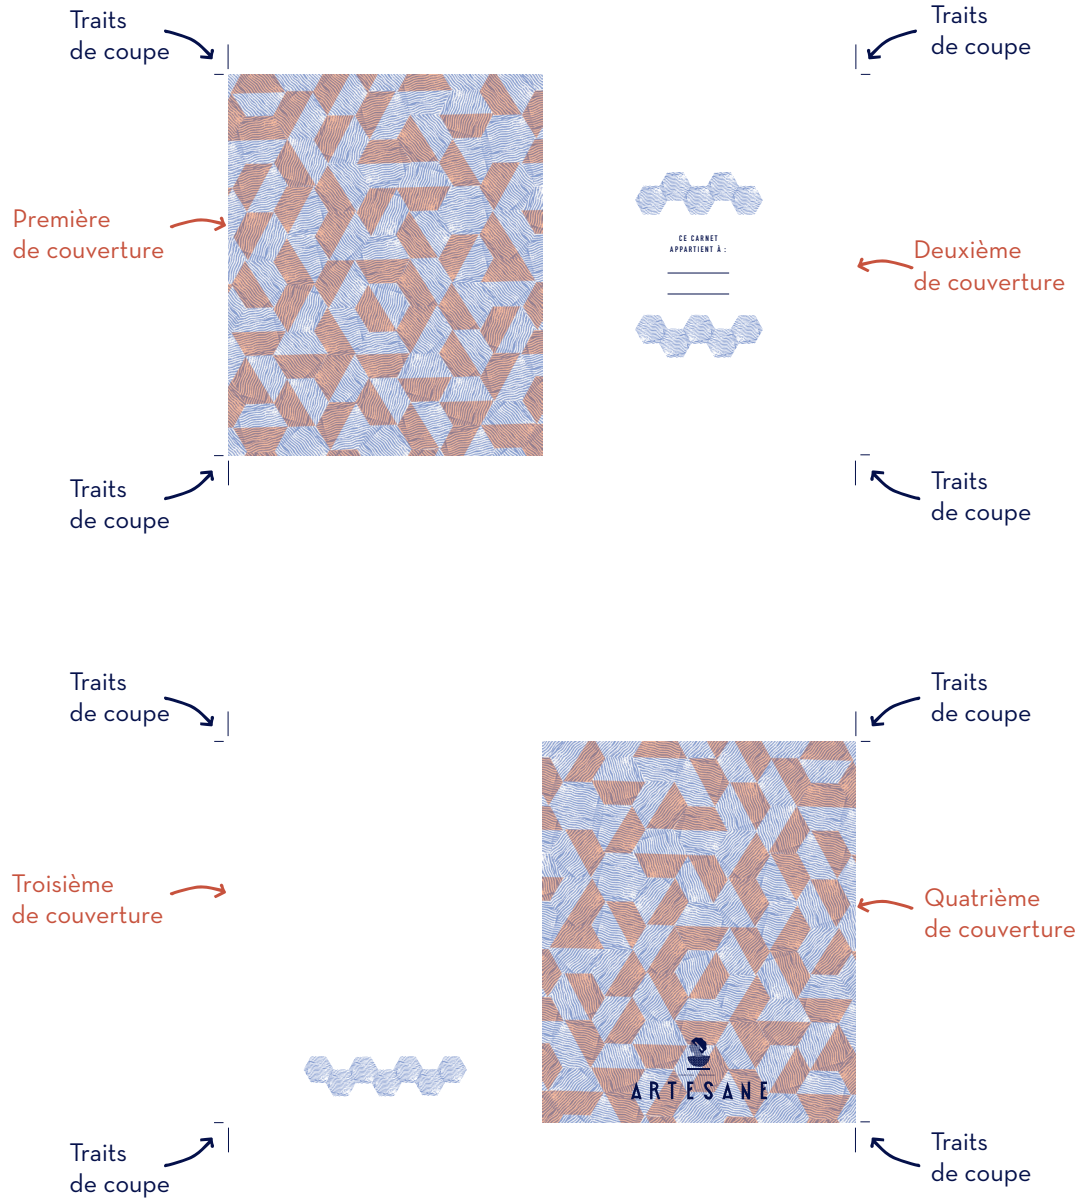 Traits
de coupe
Traits
de coupe
Première
de couverture
CE CARNET
APPARTIENT À :
Deuxième
de couverture
Traits
de coupe
Traits
de coupe
Traits
de coupe
Traits
de coupe
Troisième
de couverture
Quatrième
de couverture
ARTESANE
Traits
de coupe
Traits
de coupe